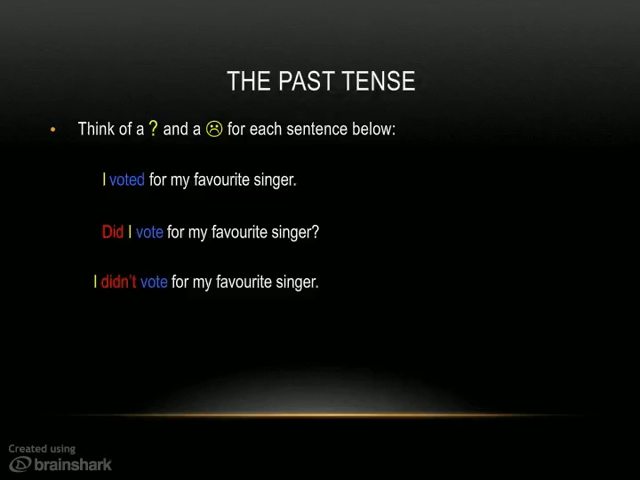 THE PAST TENSE
• Think of a ? and a ☹ for each sentence below:
I voted for my favourite singer.
Did I vote for my favourite singer?
I didn't vote for my favourite singer.
Created using
brainshark